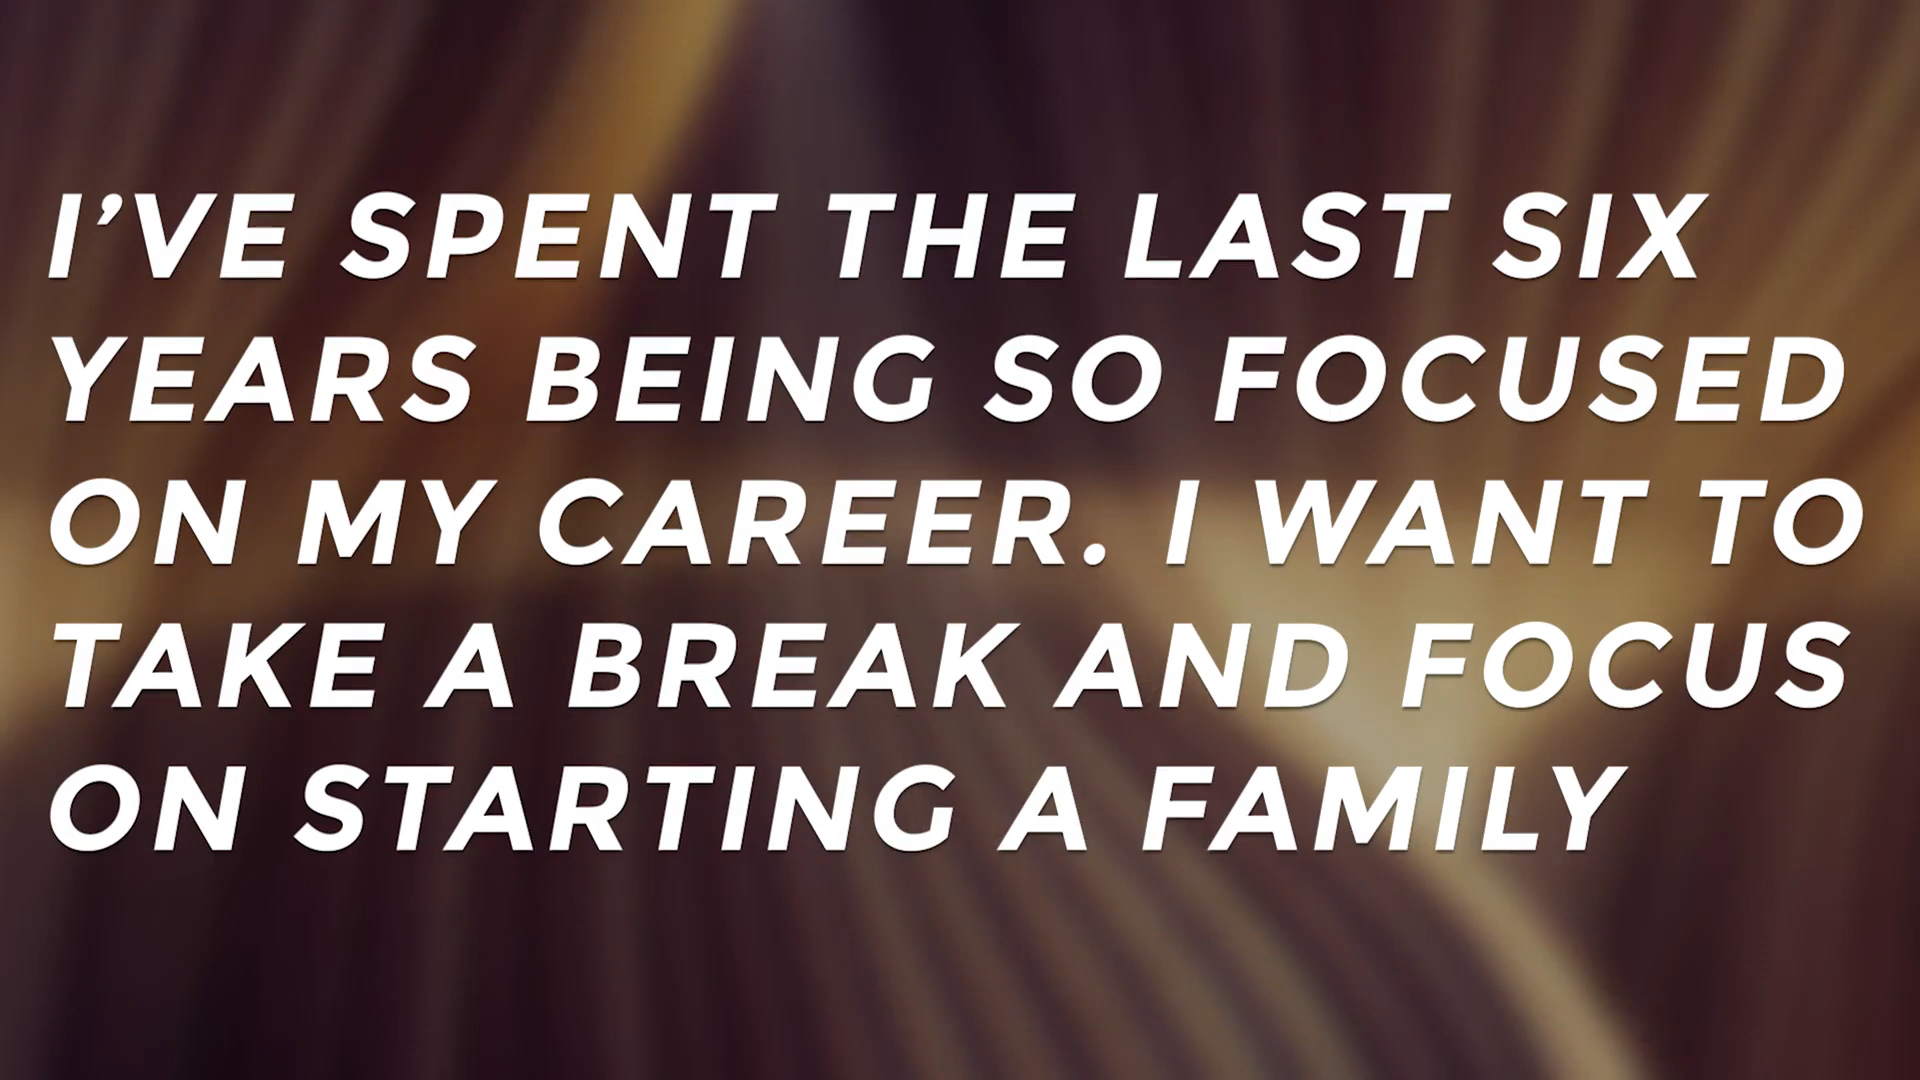 I’VE SPENT THE LAST SIX
YEARS BEING SO FOCUSED
ON MY CAREER. I WANT TO
TAKE A BREAK AND FOCUS
ON STARTING A FAMILY